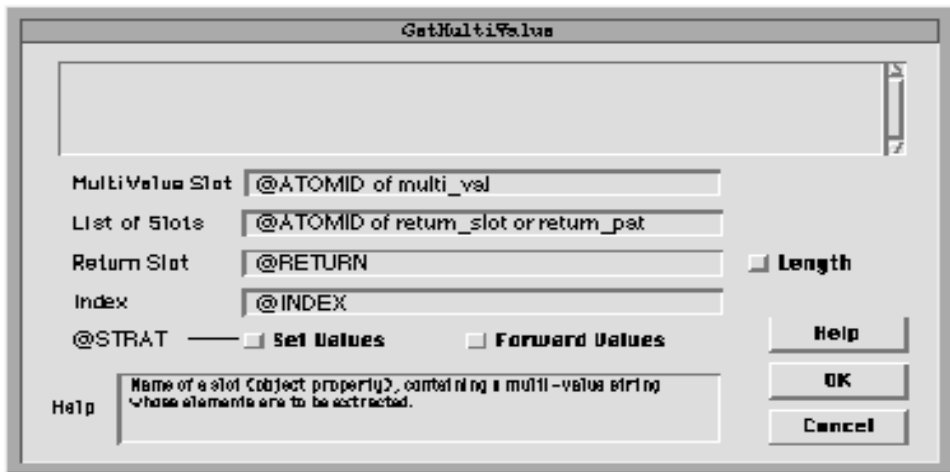 GetMultiValue
MultiValue Slot @ATOMID of multi_val
List of Slots @ATOMID of return_slot or return_pat
Return Slot @RETURN
Length
Index @INDEX
@STRAT Set Values Forward Values
Help
Name of a slot (object property), containing a multi-value string
whose elements are to be extracted.
Help
OK
Cancel